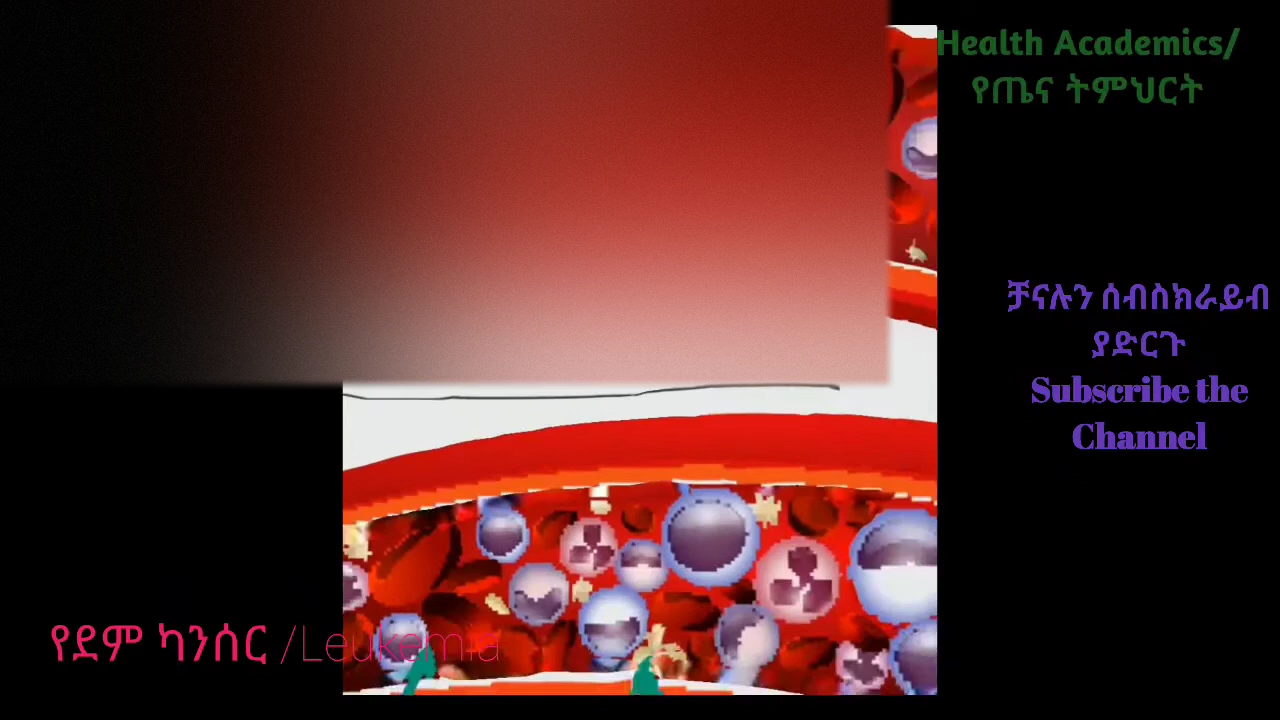 Health Academics/
የጤና ትምህርት
ቻናሉን ሰብስክራይብ
ያድርጉ
Subscribe the
Channel
የደም ካንሰር /Leukemia